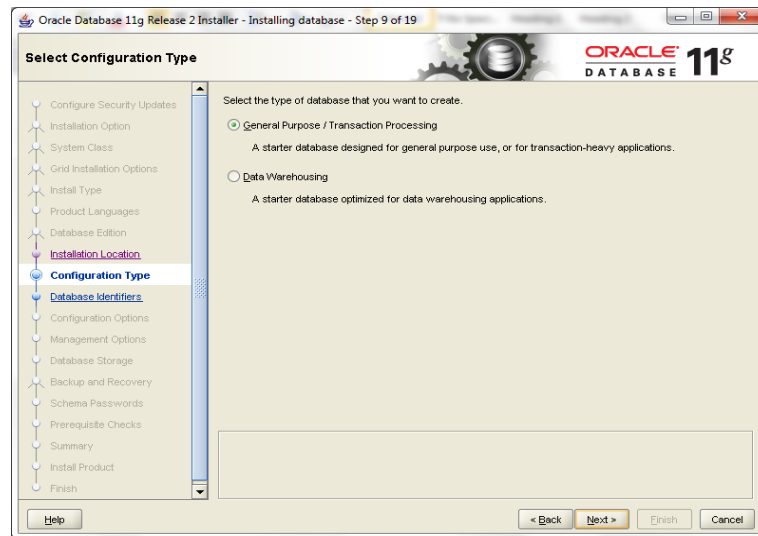 Oracle Database 11g Release 2 Installer - Installing database - Step 9 of 19
Select Configuration Type
ORACLE
DATABASE
11g
Configure Security Updates
Installation Option
System Class
Grid Installation Options
Install Type
Product Languages
Database Edition
Installation Location
Configuration Type
Database Identifiers
Configuration Options
Management Options
Database Storage
Backup and Recovery
Schema Passwords
Prerequisite Checks
Summary
Install Product
Finish
Select the type of database that you want to create.
General Purpose / Transaction Processing
A starter database designed for general purpose use, or for transaction-heavy applications.
Data Warehousing
A starter database optimized for data warehousing applications.
Help
< Back
Next >
Finish
Cancel